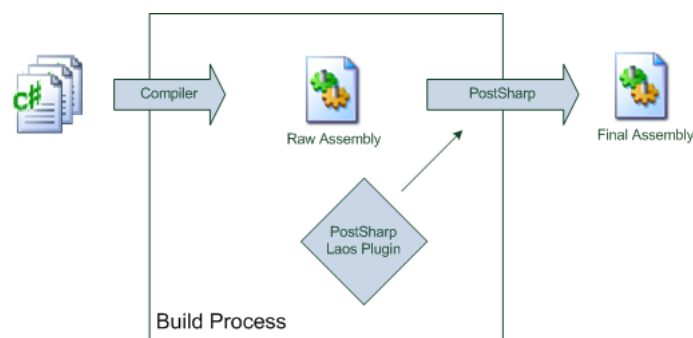 C#
Compiler
Raw Assembly
PostSharp
Final Assembly
PostSharp
Laos Plugin
Build Process